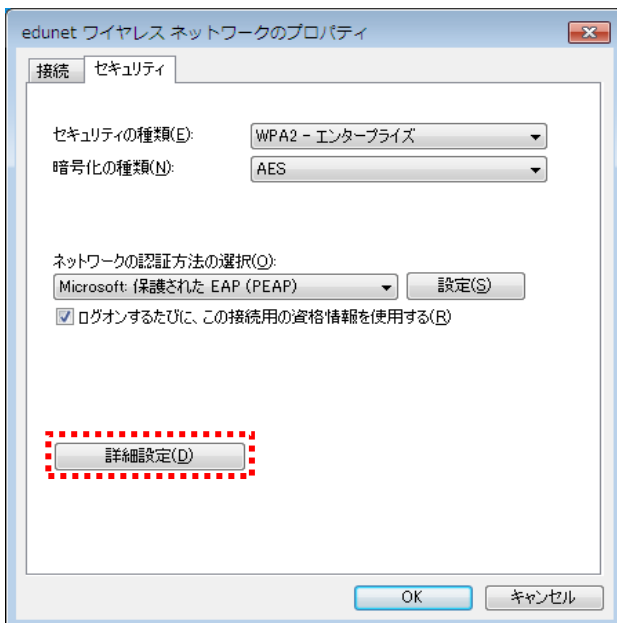 edunet ワイヤレス ネットワークのプロパティ
接続 セキュリティ
セキュリティの種類(E): WPA2 - エンタープライズ
暗号化の種類(N): AES
ネットワークの認証方法の選択(O):
Microsoft: 保護された EAP (PEAP) 設定(S)
ログオンするたびに、この接続用の資格情報を使用する(R)
詳細設定(D)
OK キャンセル